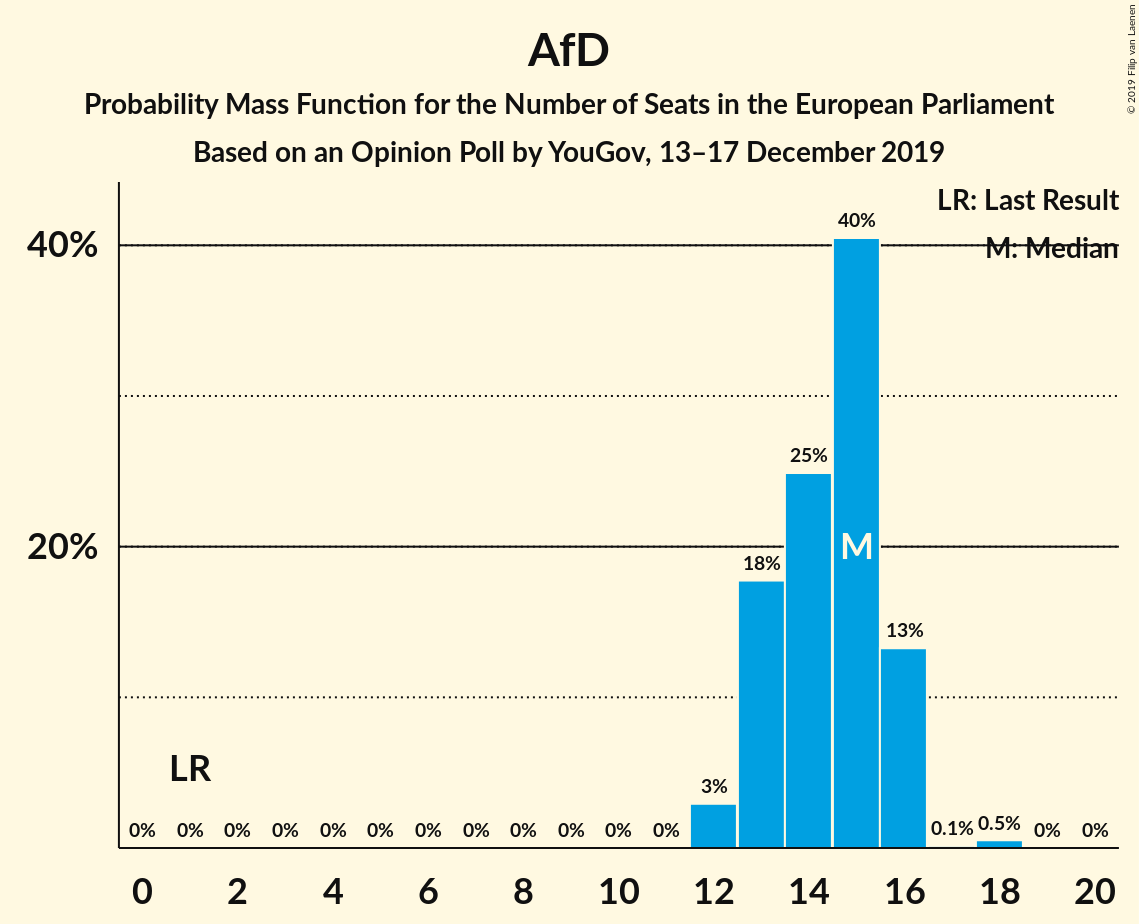 AfD
Probability Mass Function for the Number of Seats in the European Parliament
Based on an Opinion Poll by YouGov, 13–17 December 2019
© 2019 Filip van Laenen
LR: Last Result
M: Median
40%
20%
40%
25%
M
18%
13%
LR
3%
0% 0% 0% 0% 0% 0% 0% 0% 0% 0% 0% 0% 0.1% 0.5% 0% 0%
0 2 4 6 8 10 12 14 16 18 20